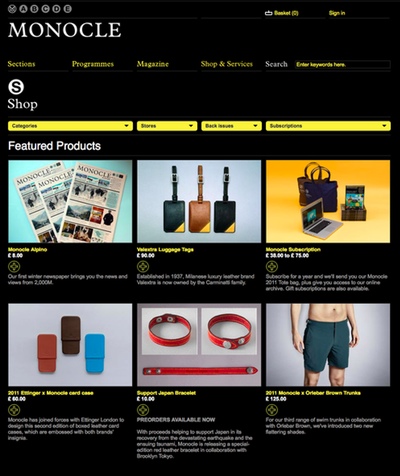 M A B C D E
Basket (0)
Sign in
MONOCLE
Sections
Programmes
Magazine
Shop & Services
Search
Enter keywords here.
S
Shop
Categories
Stores
Back Issues
Subscriptions
Featured Products
MONOCLE
MONOCLE
MONOCLE
Monocle Alpino
£ 8.00
Our first winter newspaper brings you the news and
views from 2,000M.
Valextra Luggage Tags
£ 90.00
Established in 1937, Milanese luxury leather brand
Valextra is now owned by the Carminatti family.
Monocle Subscription
£ 38.00 to £ 75.00
Subscribe for a year and we'll send you our Monocle
2011 Tote bag, plus give you access to our online
archive. Gift subscriptions are also available.
2011 Ettinger x Monocle card case
£ 60.00
Monocle has joined forces with Ettinger London to
design this second edition of boxed leather card
cases, which are embossed with both brands'
insignia.
Support Japan Bracelet
£ 10.00
PREORDERS AVAILABLE NOW
With proceeds helping to support Japan in its
recovery from the devastating earthquake and the
ensuing tsunami, Monocle is releasing a special-
edition red leather bracelet in collaboration with
Brooklyn Tokyo.
2011 Monocle x Orlebar Brown Trunks
£ 125.00
For our third range of swim trunks in collaboration
with Orlebar Brown, we've introduced two new
flattering shades.